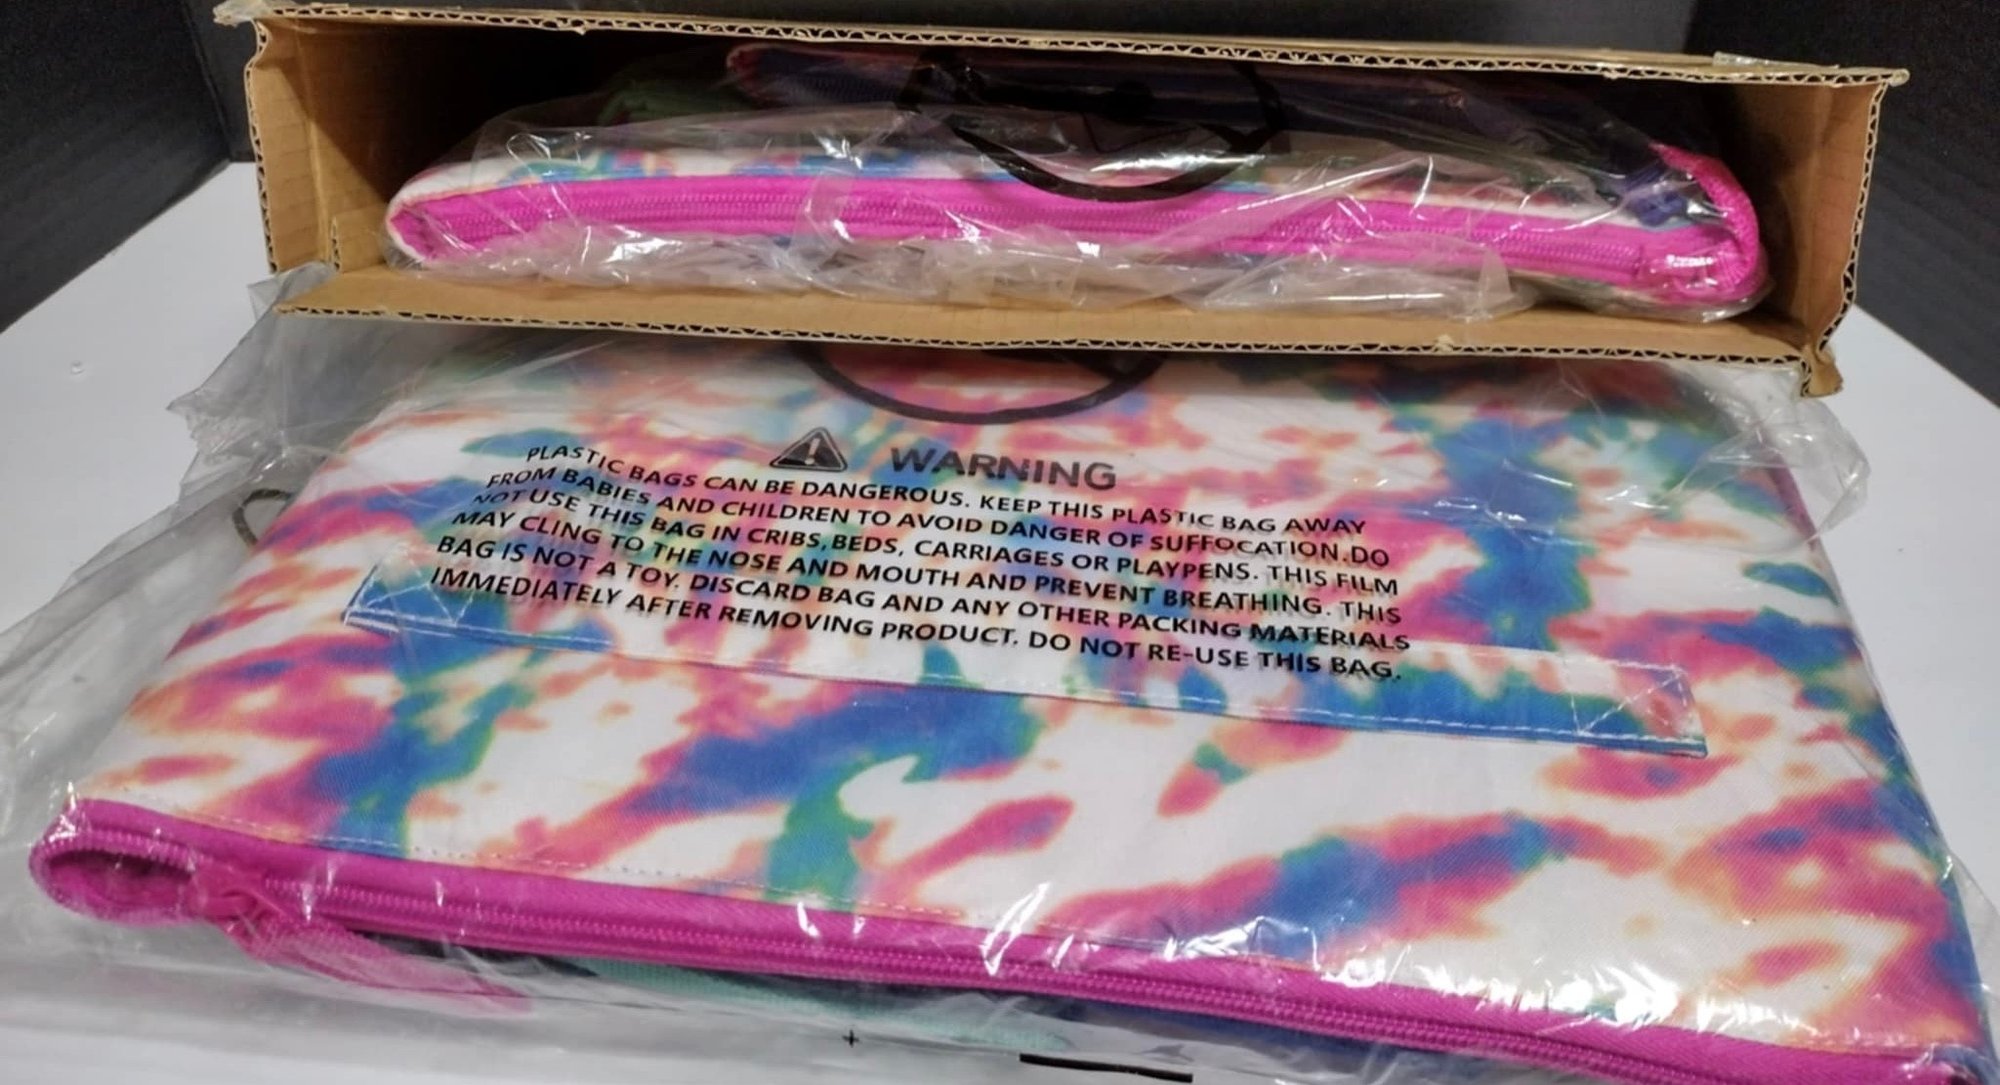 WARNING
PLASTIC BAGS CAN BE DANGEROUS. KEEP THIS PLASTIC BAG AWAY
FROM BABIES AND CHILDREN TO AVOID DANGER OF SUFFOCATION.DO
NOT USE THIS BAG IN CRIBS,BEDS, CARRIAGES OR PLAYPENS. THIS FILM
MAY CLING TO THE NOSE AND MOUTH AND PREVENT BREATHING. THIS
BAG IS NOT A TOY. DISCARD BAG AND ANY OTHER PACKING MATERIALS
IMMEDIATELY AFTER REMOVING PRODUCT. DO NOT RE-USE THIS BAG.